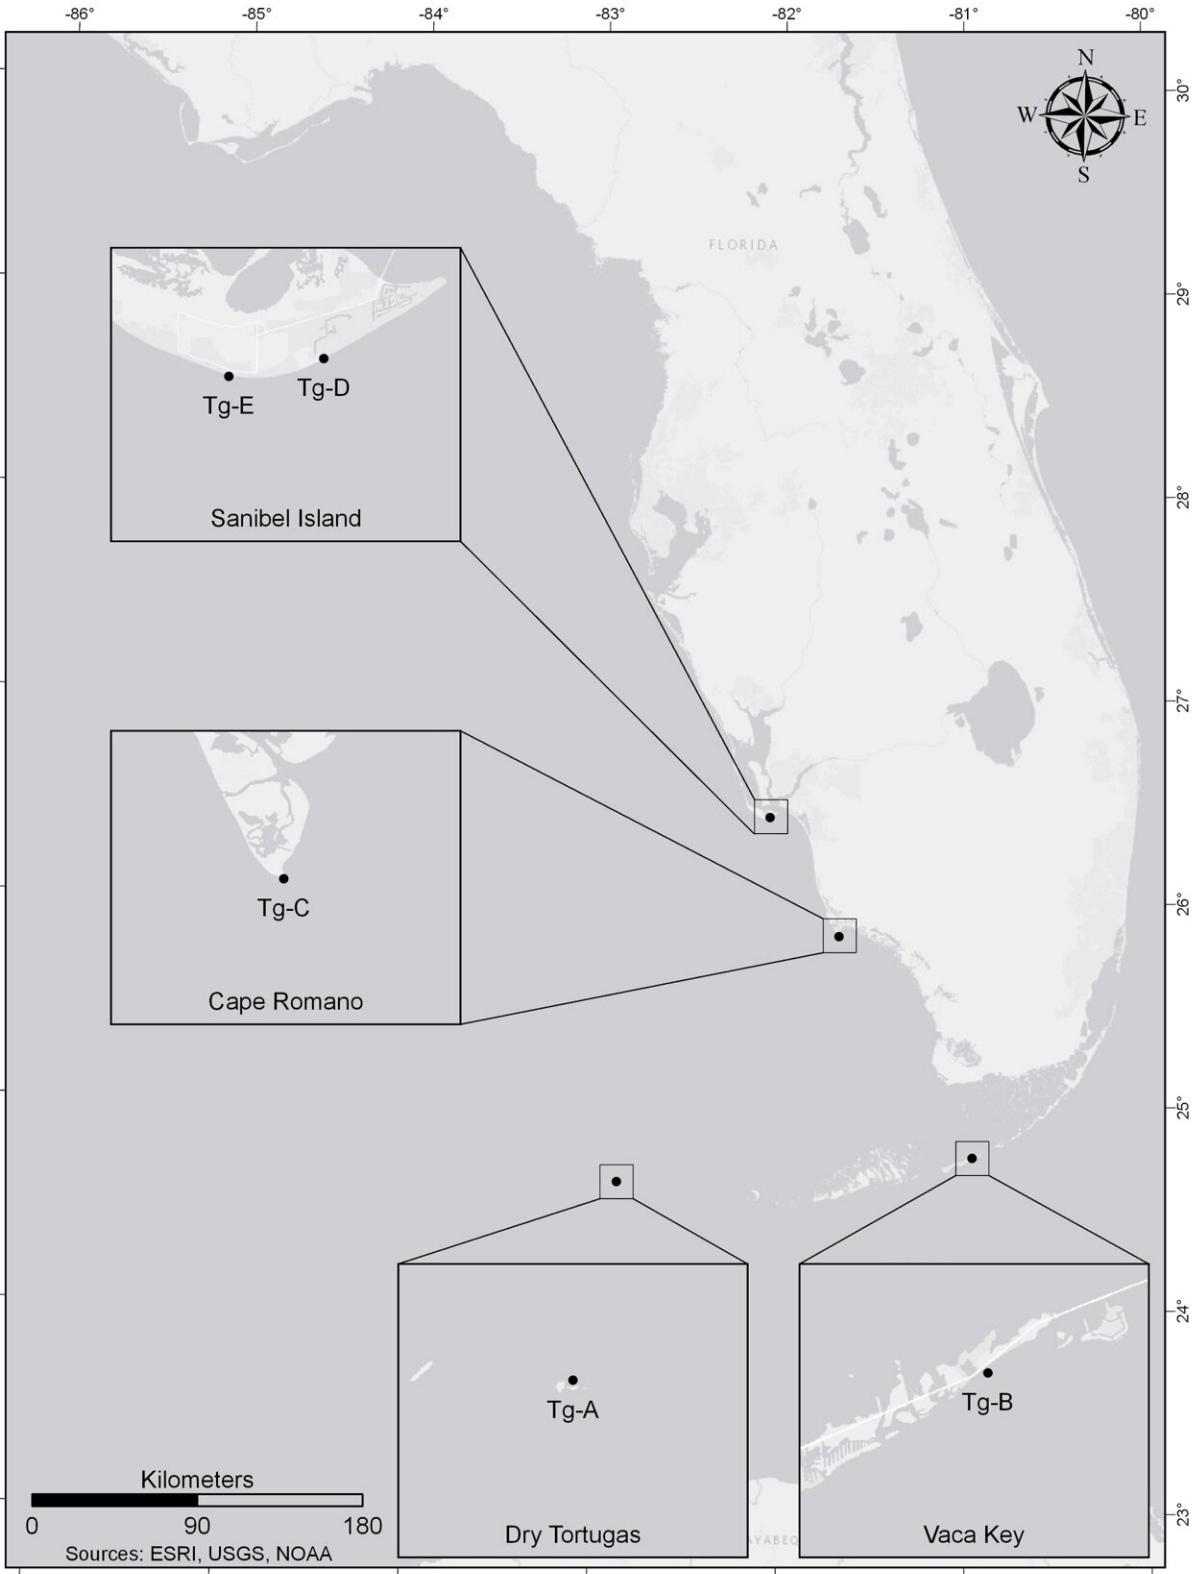 -86° -85° -84° -83° -82° -81° -80°
N
W E
S
30°
FLORIDA
29°
Tg-D
Tg-E
28°
Sanibel Island
27°
26°
Tg-C
Cape Romano
25°
24°
Tg-A
Tg-B
Kilometers
0 90 180
23°
Dry Tortugas
AYABEQ
Vaca Key
Sources: ESRI, USGS, NOAA